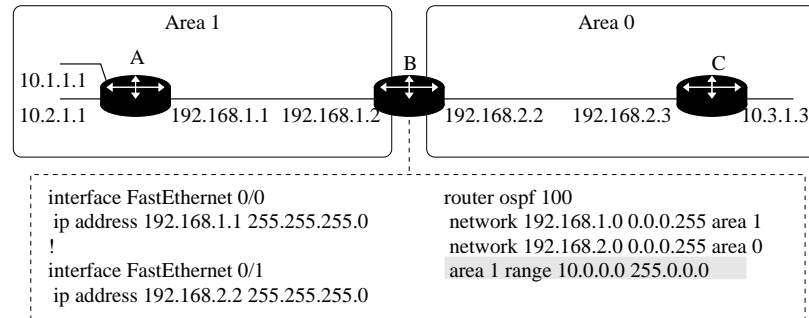 Area 1
Area 0
A
B
C
10.1.1.1
10.2.1.1
192.168.1.1
192.168.1.2
192.168.2.2
192.168.2.3
10.3.1.3
interface FastEthernet 0/0
ip address 192.168.1.1 255.255.255.0
!
interface FastEthernet 0/1
ip address 192.168.2.2 255.255.255.0
router ospf 100
network 192.168.1.0 0.0.0.255 area 1
network 192.168.2.0 0.0.0.255 area 0
area 1 range 10.0.0.0 255.0.0.0